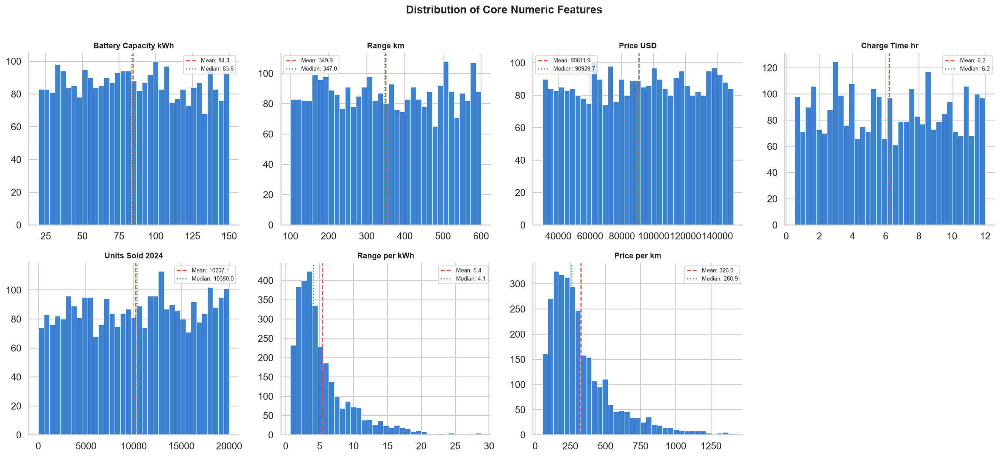 Distribution of Core Numeric Features
Battery Capacity kWh
Mean: 84.3
Median: 83.6
100
80
60
40
20
0
25 50 75 100 125 150
Range km
Mean: 349.9
Median: 347.0
100
80
60
40
20
0
100 200 300 400 500 600
Price USD
Mean: 90611.9
Median: 90929.7
100
80
60
40
20
0
40000 60000 80000 100000 120000 140000
Charge Time hr
Mean: 6.2
Median: 6.2
120
100
80
60
40
20
0
0 2 4 6 8 10 12
Units Sold 2024
Mean: 10207.1
Median: 10350.0
100
80
60
40
20
0
0 5000 10000 15000 20000
Range per kWh
Mean: 5.4
Median: 4.1
400
350
300
250
200
150
100
50
0
0 5 10 15 20 25 30
Price per km
Mean: 326.0
Median: 260.9
300
250
200
150
100
50
0
0 250 500 750 1000 1250